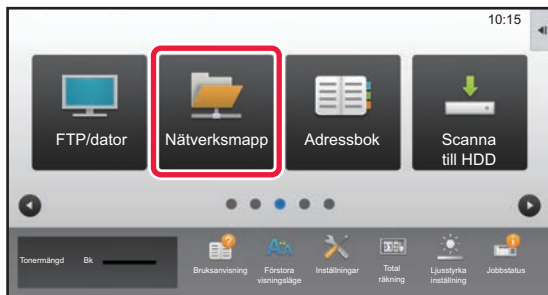 10:15
FTP/dator
Nätverksmapp
Adressbok
Scanna
till HDD
Tonermängd
Bk
Bruksanvisning
Förstora
visningsläge
Inställningar
Total
räkning
Ljusstyrka
inställning
Jobbstatus